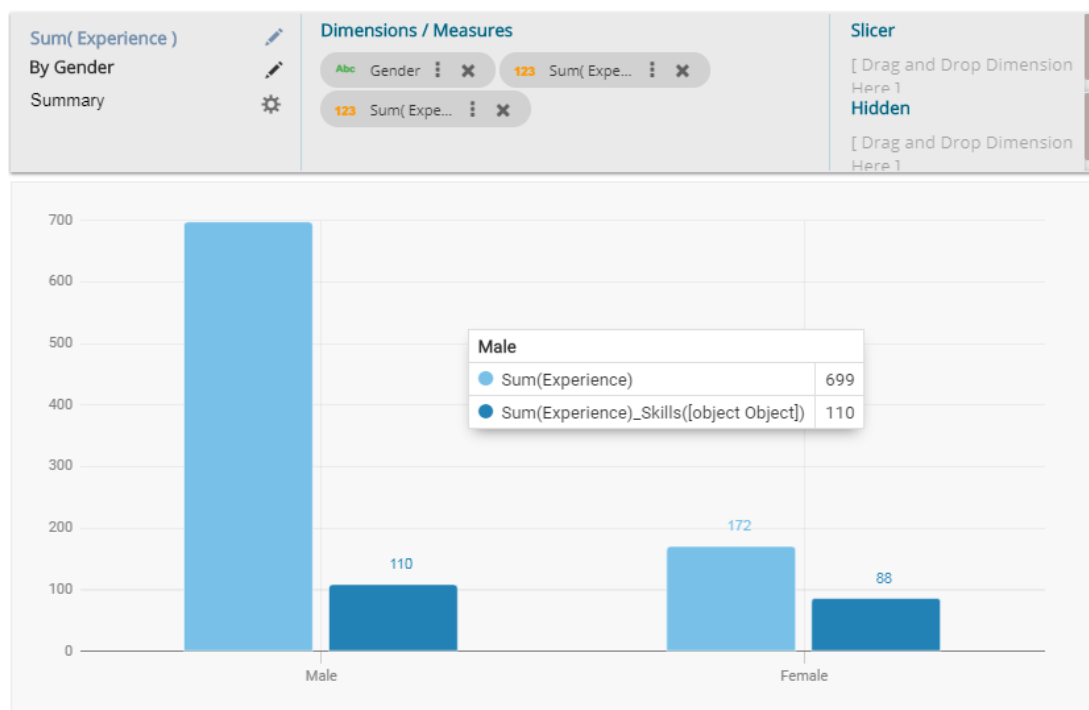 Sum( Experience )
By Gender
Summary
Dimensions / Measures
Abc Gender
123 Sum( Expe...
123 Sum( Expe...
Slicer
[ Drag and Drop Dimension
Here ]
Hidden
[ Drag and Drop Dimension
Here ]
700
600
500
400
300
200
100
0
Male
Sum(Experience) 699
Sum(Experience)_Skills([object Object]) 110
110
172
88
Male
Female